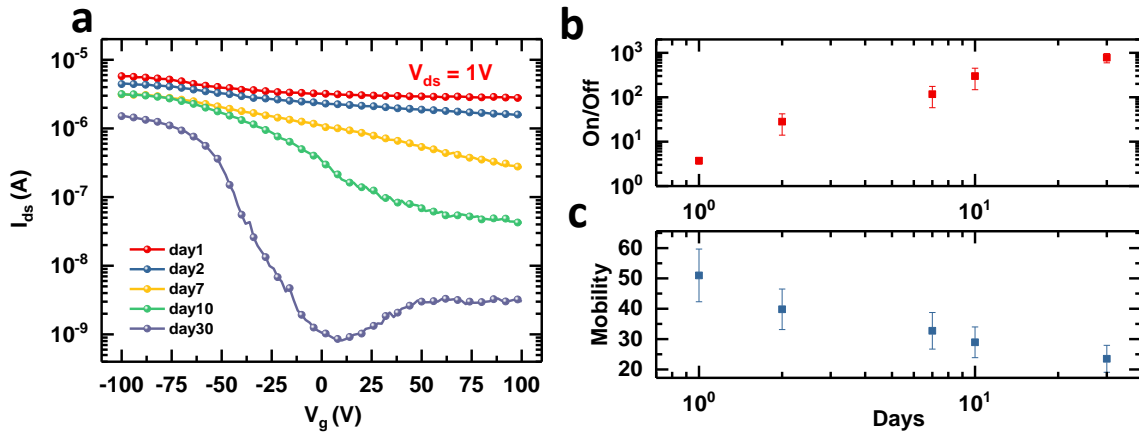 a
V_ds = 1V
10^-5
10^-6
10^-7
10^-8
10^-9
I_ds (A)
day1
day2
day7
day10
day30
-100 -75 -50 -25 0 25 50 75 100
V_g (V)
b
10^3
10^2
10^1
10^0
On/Off
10^0 10^1
c
60
50
40
30
20
Mobility
10^0 10^1
Days